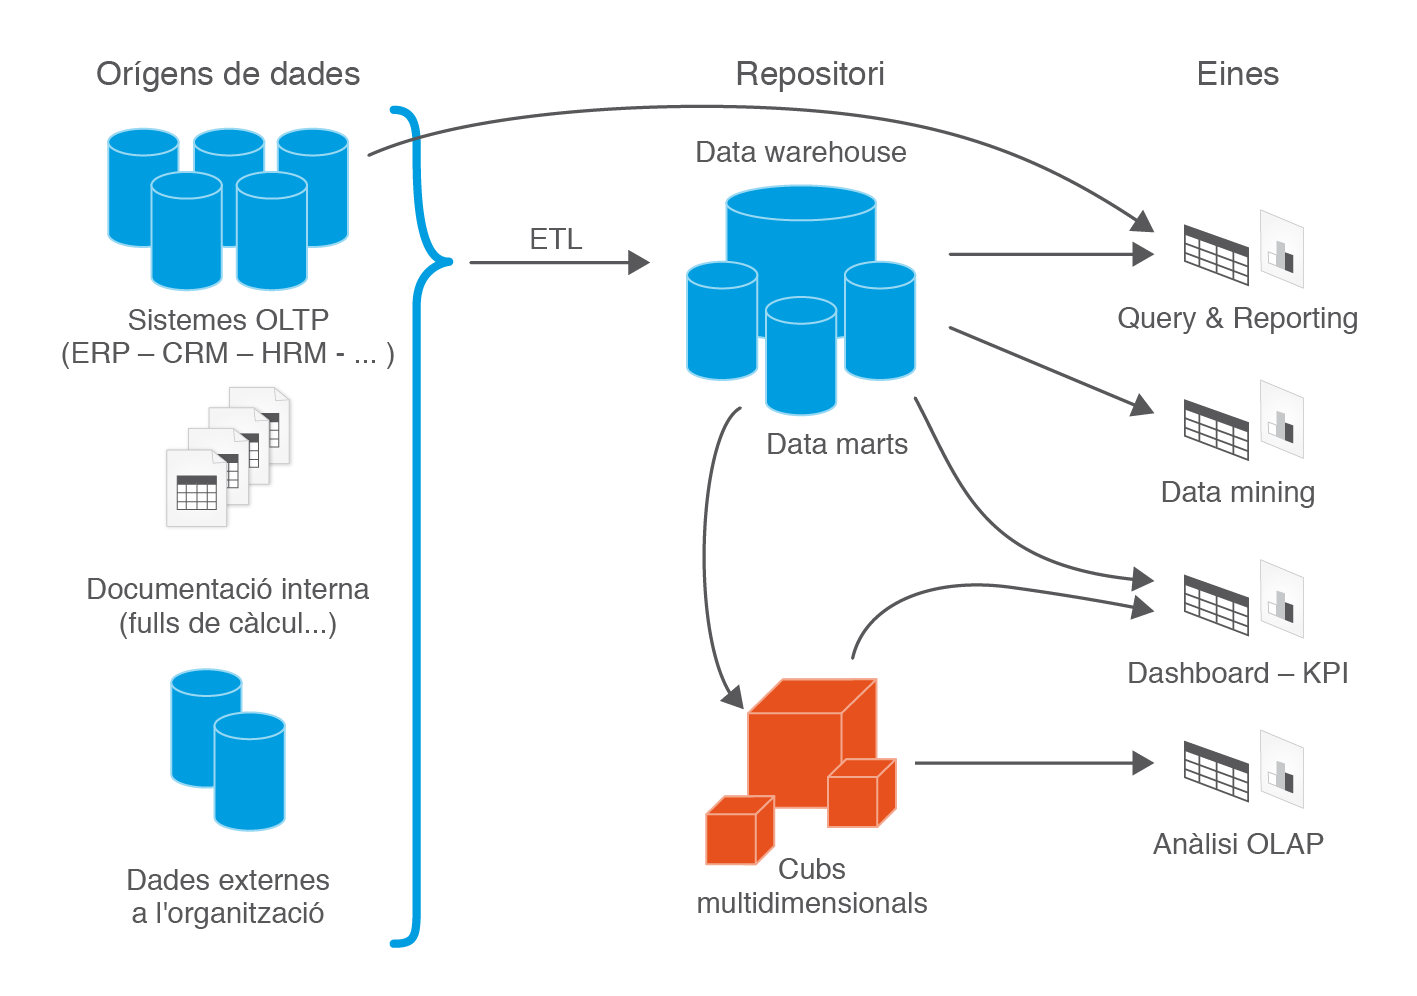 Orígens de dades
Sistemes OLTP
(ERP – CRM – HRM - ... )
Documentació interna
(fulls de càlcul...)
Dades externes
a l'organització
ETL
Repositori
Data warehouse
Data marts
Cubs
multidimensionals
Eines
Query & Reporting
Data mining
Dashboard – KPI
Anàlisi OLAP